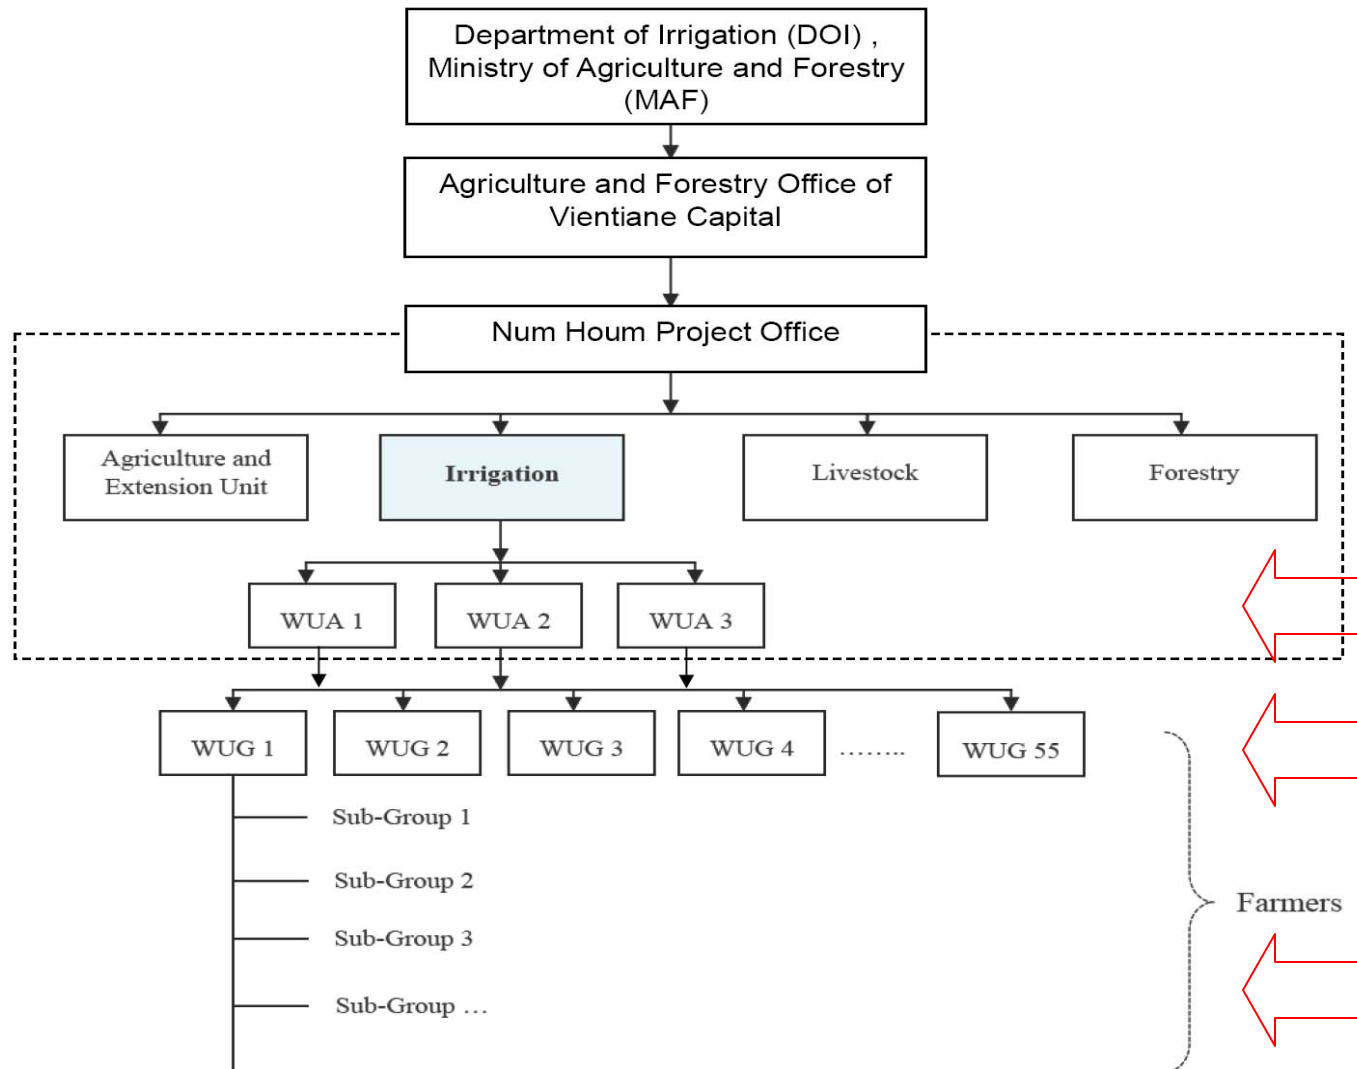 Department of Irrigation (DOI) ,
Ministry of Agriculture and Forestry
(MAF)
Agriculture and Forestry Office of
Vientiane Capital
Num Houm Project Office
Agriculture and
Extension Unit
Irrigation
Livestock
Forestry
WUA 1
WUA 2
WUA 3
WUG 1
WUG 2
WUG 3
WUG 4
........
WUG 55
Sub-Group 1
Sub-Group 2
Sub-Group 3
Sub-Group ...
Farmers